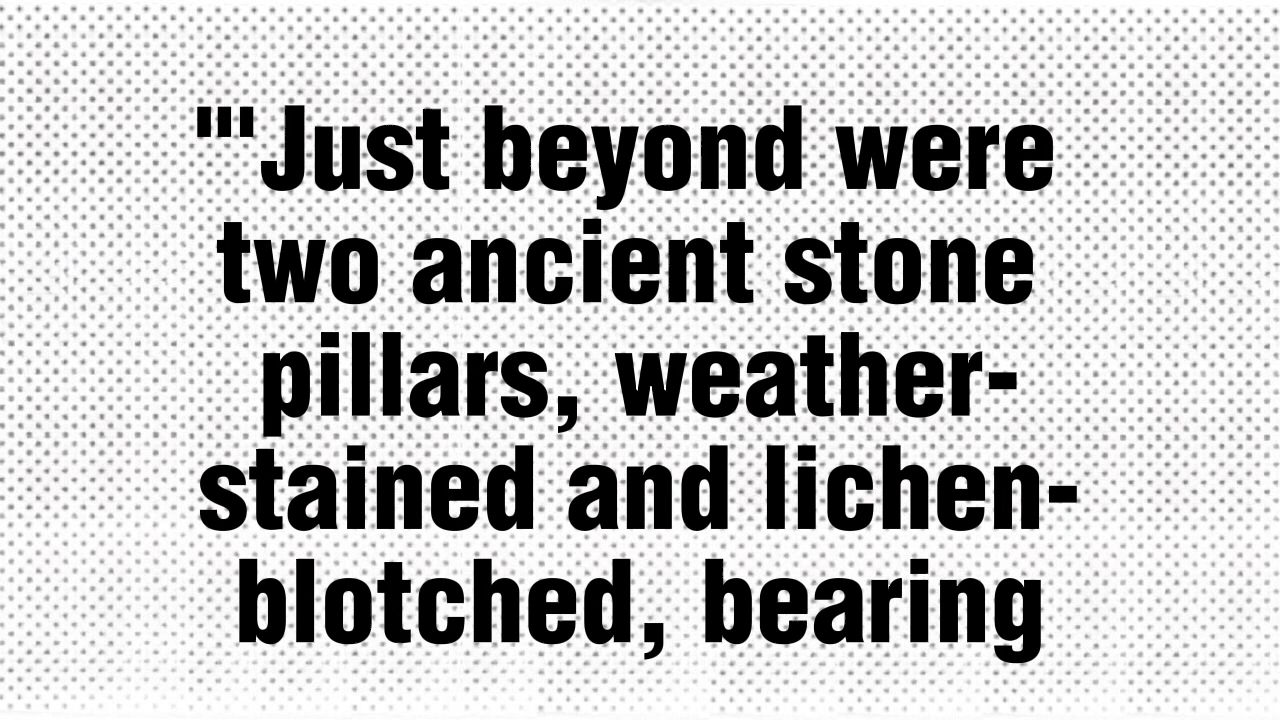 "'Just beyond were
two ancient stone
pillars, weather-
stained and lichen-
blotched, bearing